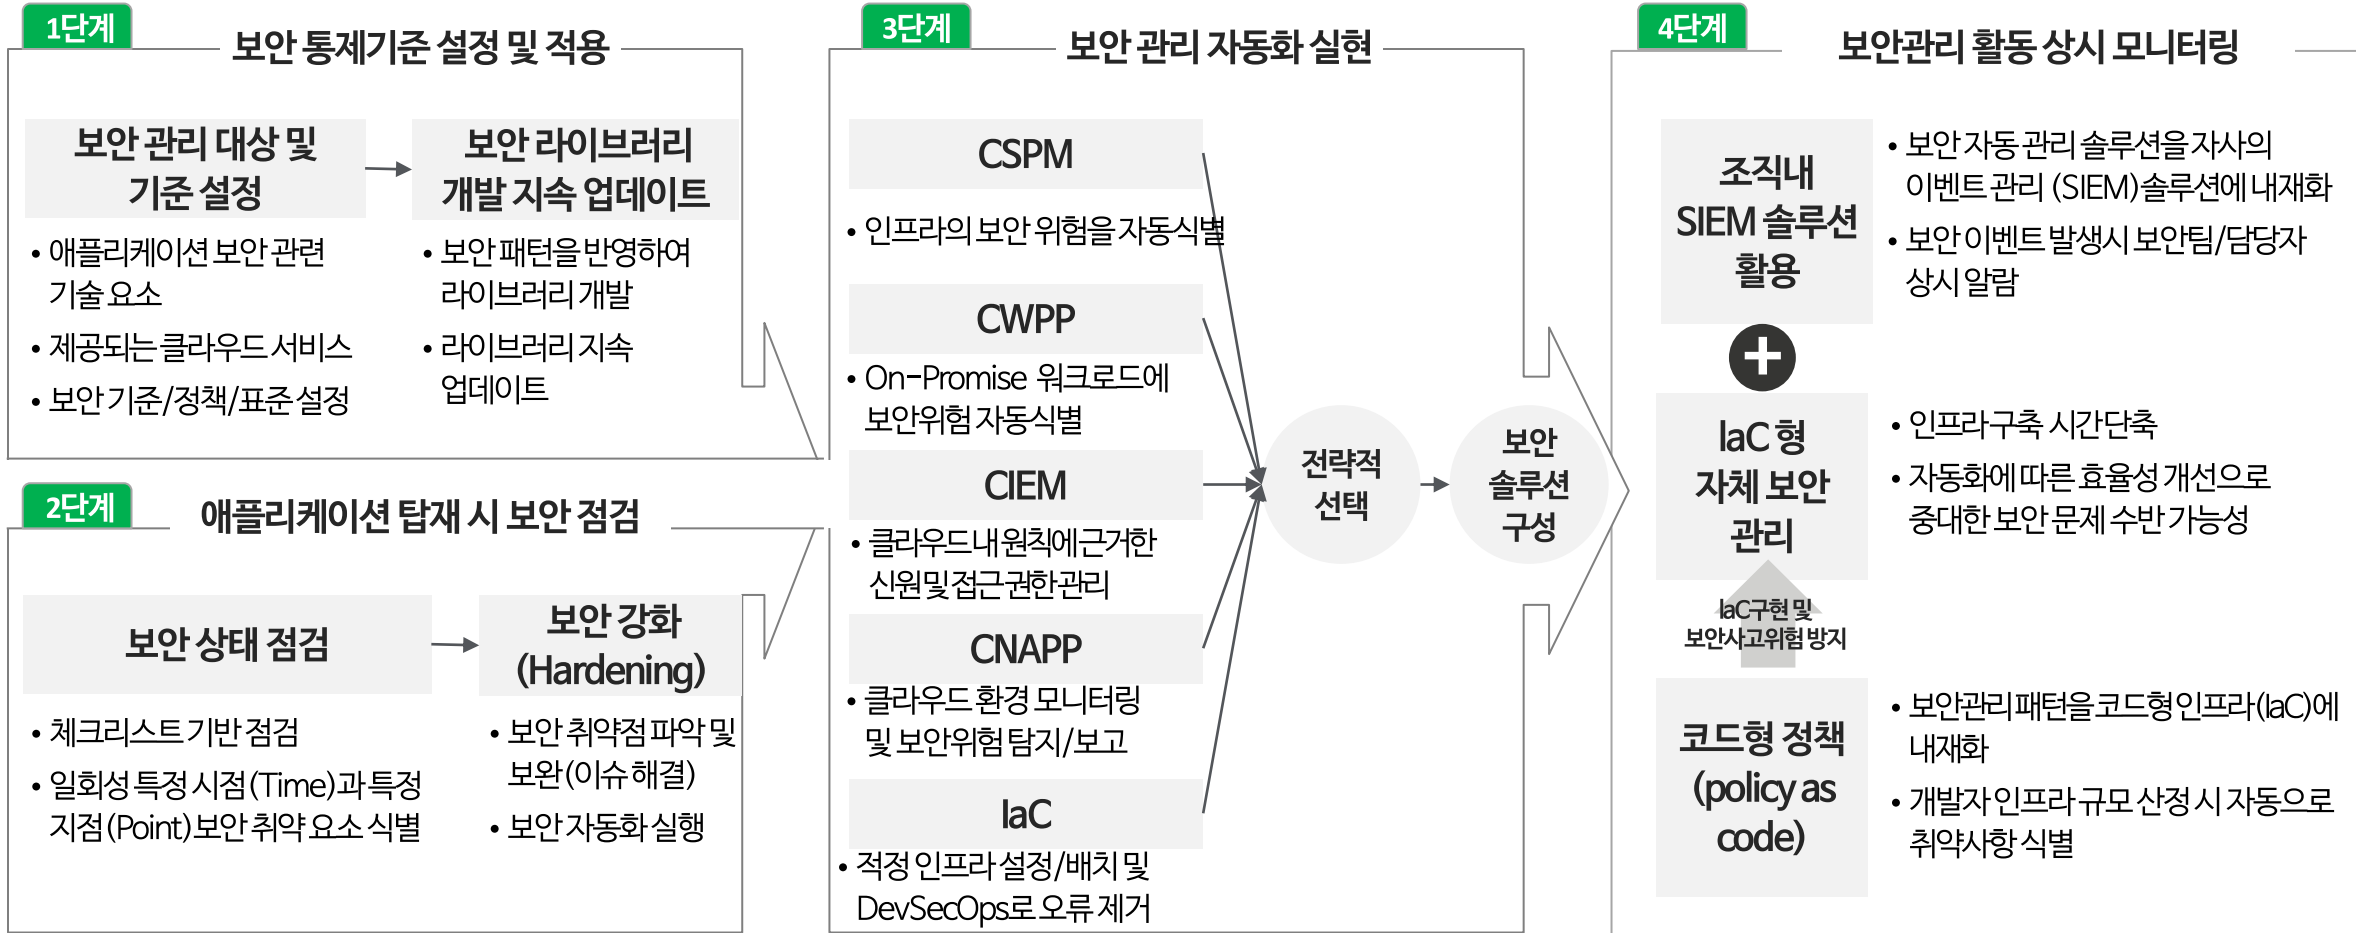 1단계
보안 통제기준 설정 및 적용
보안 관리 대상 및
기준 설정
• 애플리케이션 보안 관련
기술 요소
• 제공되는 클라우드 서비스
• 보안 기준/정책/표준 설정
보안 라이브러리
개발 지속 업데이트
• 보안 패턴을 반영하여
라이브러리 개발
• 라이브러리 지속
업데이트
2단계
애플리케이션 탑재 시 보안 점검
보안 상태 점검
• 체크리스트 기반 점검
• 일회성 특정 시점(Time)과 특정
지점(Point)보안 취약 요소 식별
보안 강화
(Hardening)
• 보안 취약점 파악 및
보완(이슈 해결)
• 보안 자동화 실행
3단계
보안 관리 자동화 실현
CSPM
• 인프라의 보안 위험을 자동식별
CWPP
• On-Promise 워크로드에
보안위험 자동식별
CIEM
• 클라우드 내 원칙에 근거한
신원 및 접근 권한 관리
CNAPP
• 클라우드 환경 모니터링
및 보안위험 탐지/보고
IaC
• 적정 인프라 설정/배치 및
DevSecOps로 오류 제거
전략적
선택
보안
솔루션
구성
4단계
보안관리 활동 상시 모니터링
조직내
SIEM 솔루션
활용
• 보안 자동 관리 솔루션을 자사의
이벤트 관리 (SIEM)솔루션에 내재화
• 보안 이벤트 발생시 보안팀/담당자
상시 알람
+
IaC 형
자체 보안
관리
• 인프라 구축 시간 단축
• 자동화에 따른 효율성 개선으로
중대한 보안 문제 수반 가능성
IaC구현 및
보안사고위험 방지
코드형 정책
(policy as
code)
• 보안관리 패턴을 코드형 인프라(IaC)에
내재화
• 개발자 인프라 규모 산정 시 자동으로
취약사항 식별